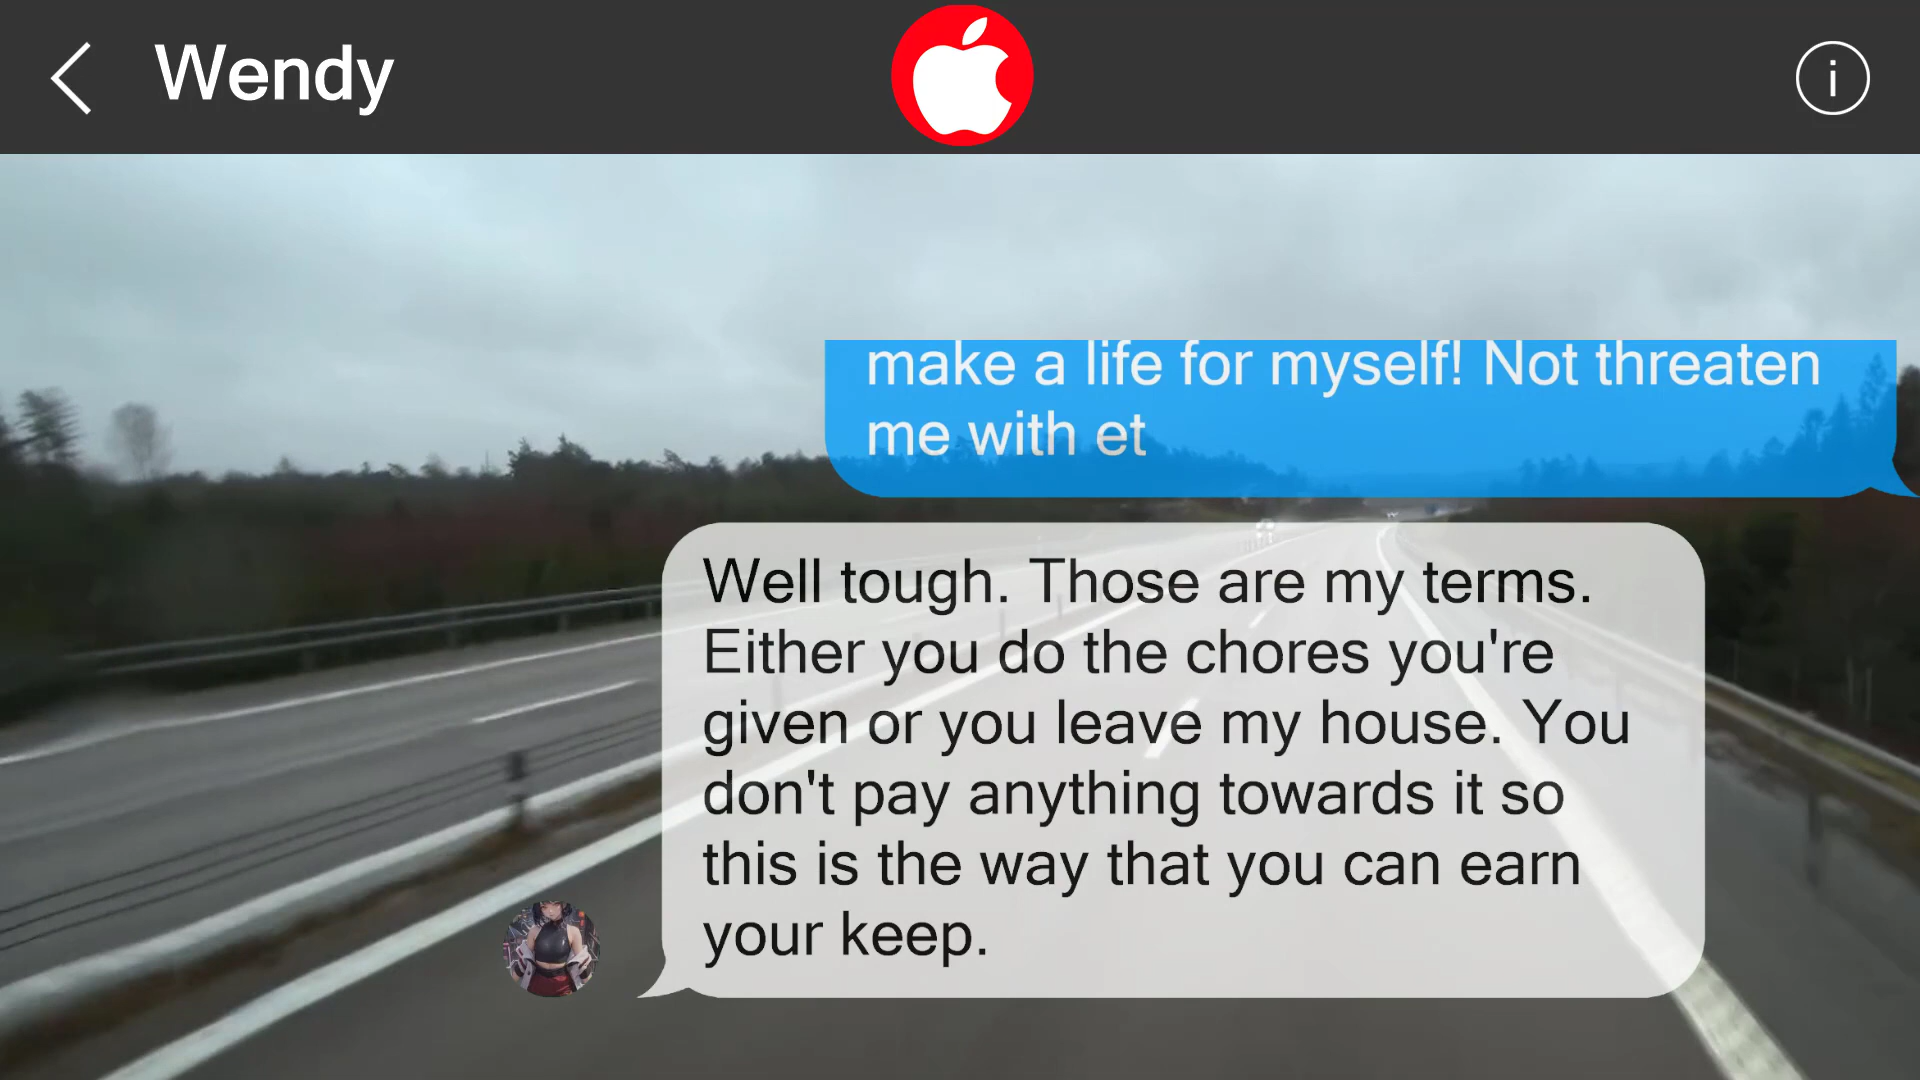 Wendy
i
make a life for myself! Not threaten
me with et
Well tough. Those are my terms.
Either you do the chores you're
given or you leave my house. You
don't pay anything towards it so
this is the way that you can earn
your keep.